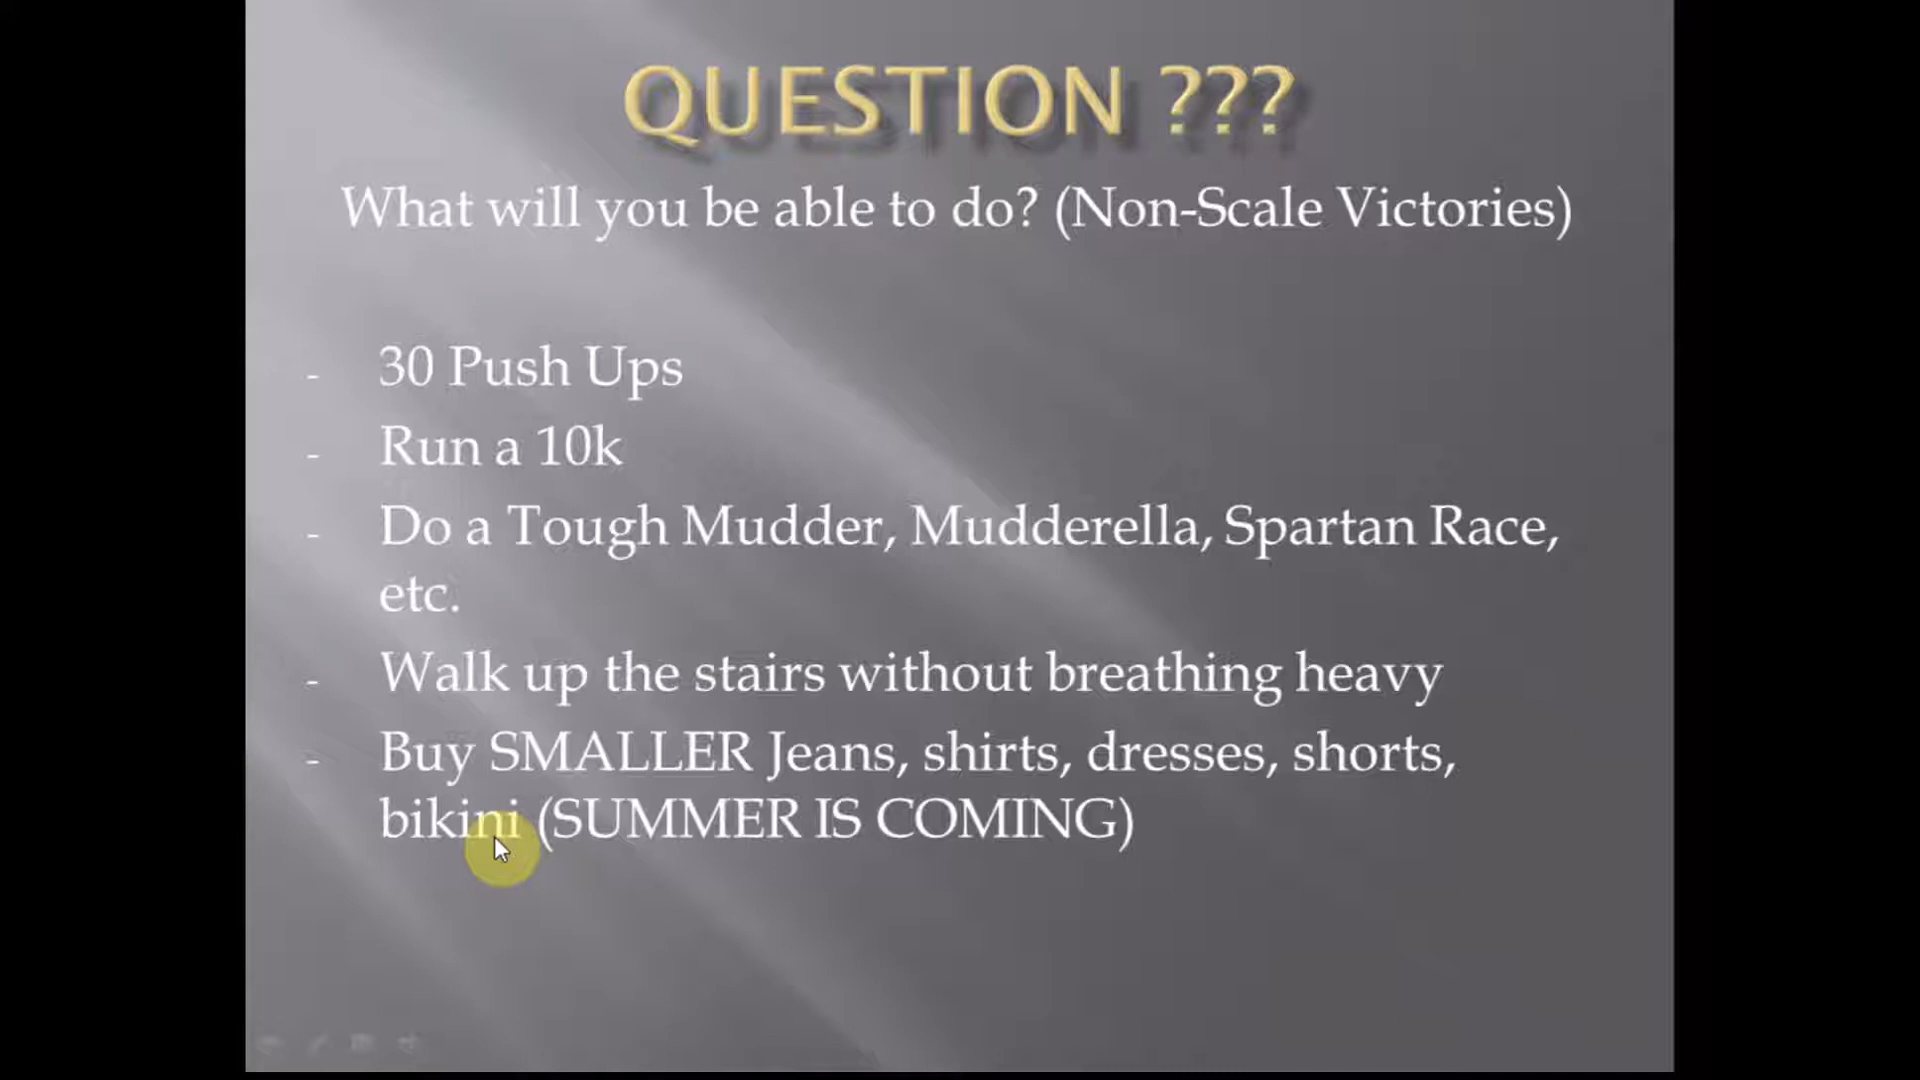 QUESTION ???
What will you be able to do? (Non-Scale Victories)
- 30 Push Ups
- Run a 10k
- Do a Tough Mudder, Mudderella, Spartan Race,
etc.
- Walk up the stairs without breathing heavy
- Buy SMALLER Jeans, shirts, dresses, shorts,
bikini (SUMMER IS COMING)